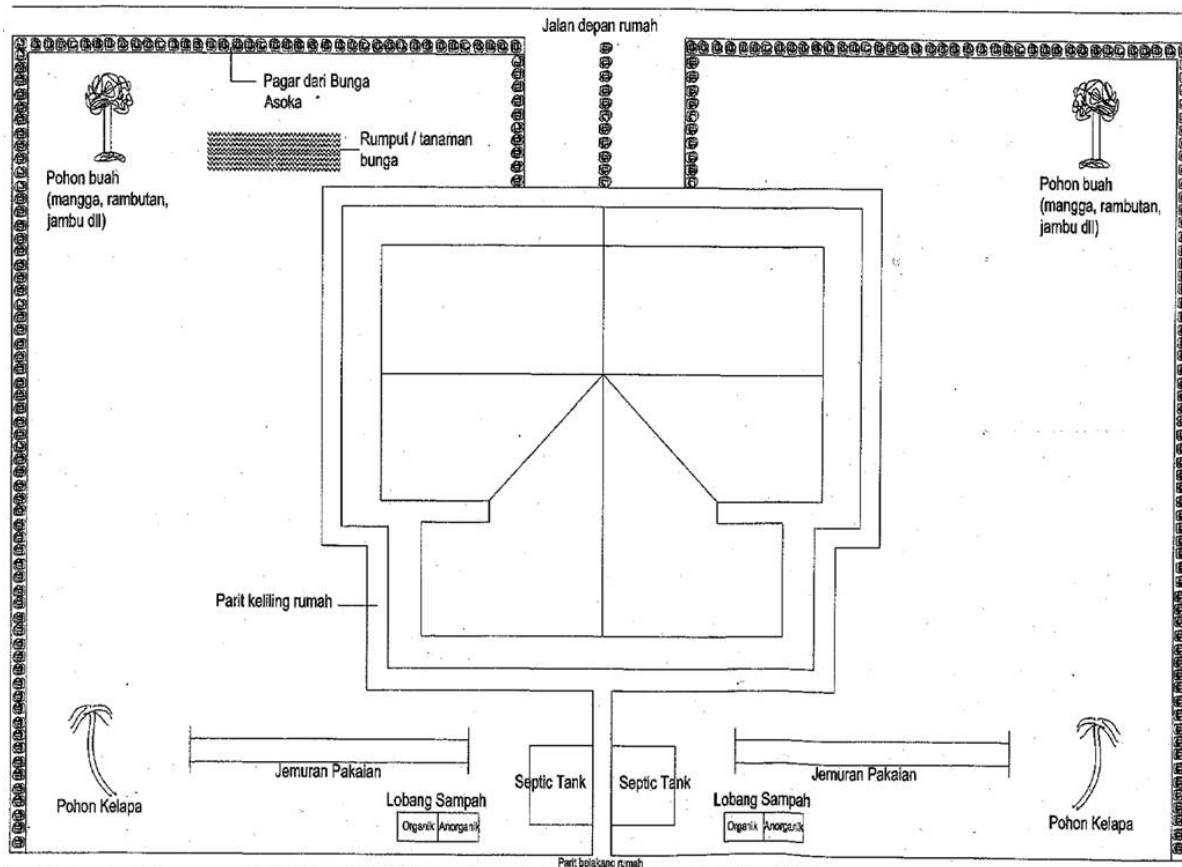 Jalan depan rumah
Pagar dari Bunga
Asoka
Rumput / tanaman
bunga
Pohon buah
(mangga, rambutan,
jambu dll)
Pohon buah
(mangga, rambutan,
jambu dll)
Parit keliling rumah
Pohon Kelapa
Jemuran Pakaian
Lobang Sampah
Organik
Anorganik
Septic Tank
Septic Tank
Jemuran Pakaian
Lobang Sampah
Organik
Anorganik
Pohon Kelapa
Parit belakang rumah